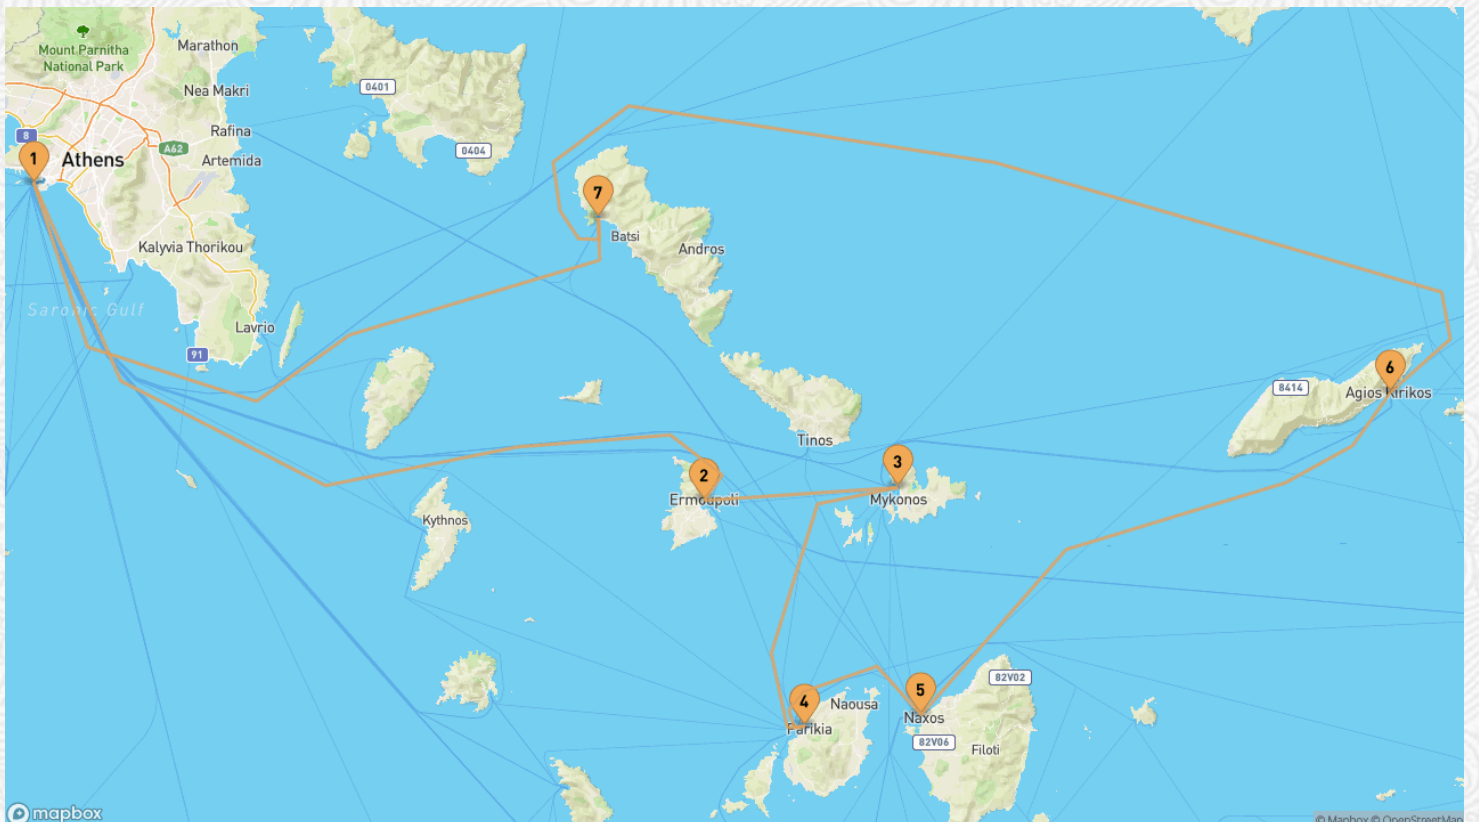 Mount Parnitha
National Park
Marathon
0401
Nea Makri
8
Rafina
A62
0404
1
Athens
Artemida
7
Batsi
Kalyvia Thorikou
Andros
Saronic Gulf
Lavrio
91
6
8414
Agios Kirikos
Tinos
3
2
Ermoupoli
Mykonos
Kythnos
82V02
5
4
Naousa
Naxos
Parikia
82V06
Filoti
mapbox
© Mapbox © OpenStreetMap